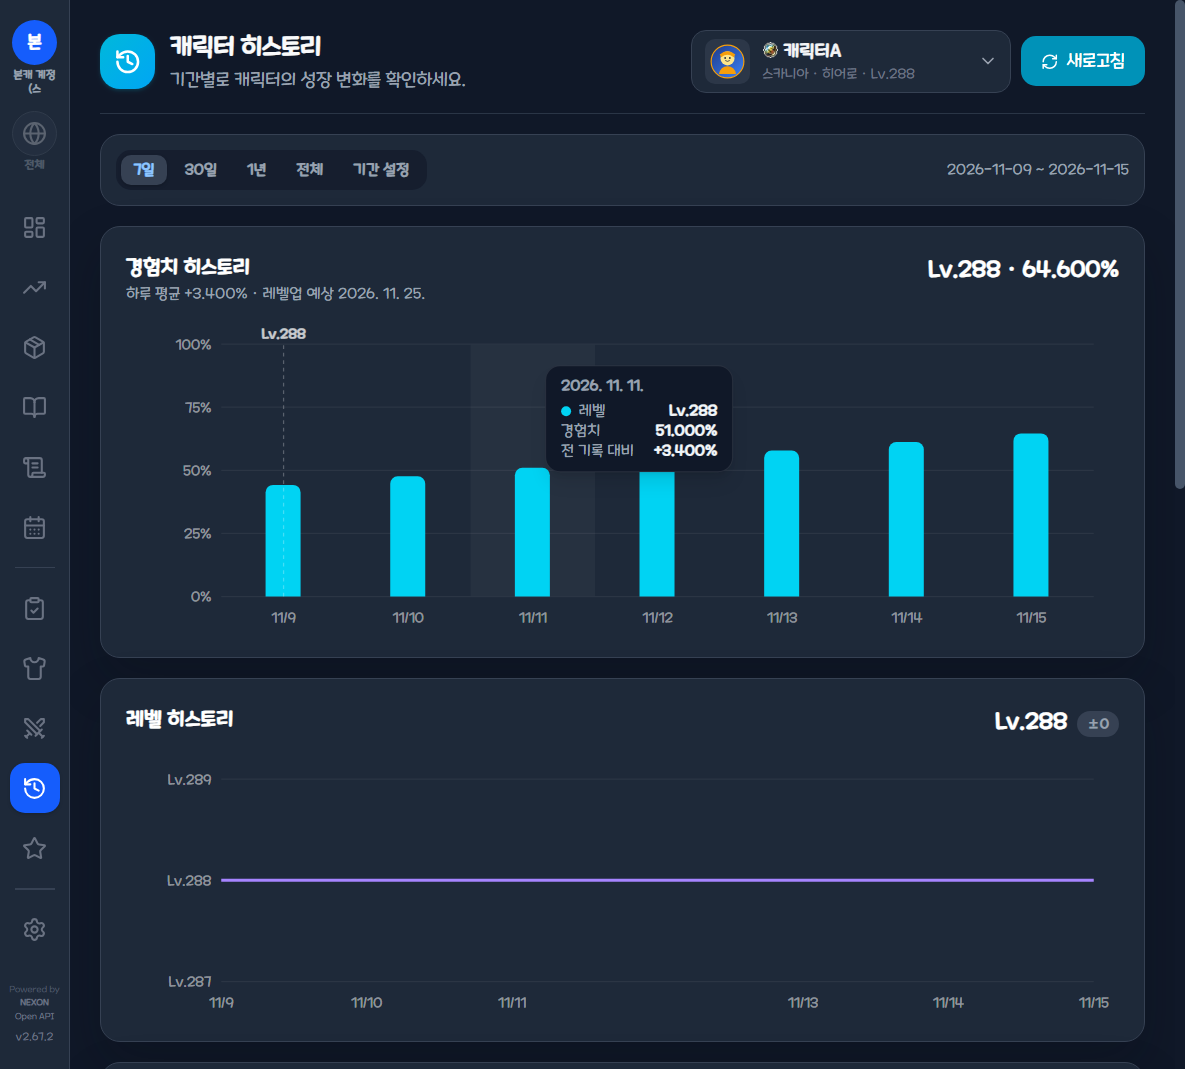 본
본캐 계정
(스
전체
Powered by
NEXON
Open API
v2.67.2
캐릭터 히스토리
기간별로 캐릭터의 성장 변화를 확인하세요.
캐릭터A
스카니아 · 히어로 · Lv.288
새로고침
7일 30일 1년 전체 기간 설정
2026-11-09 ~ 2026-11-15
경험치 히스토리
하루 평균 +3.400% · 레벨업 예상 2026. 11. 25.
Lv.288 · 64.600%
Lv.288
100%
75%
50%
25%
0%
2026. 11. 11.
레벨 Lv.288
경험치 51.000%
전 기록 대비 +3.400%
11/9 11/10 11/11 11/12 11/13 11/14 11/15
레벨 히스토리
Lv.288 ±0
Lv.289
Lv.288
Lv.287
11/9 11/10 11/11 11/13 11/14 11/15